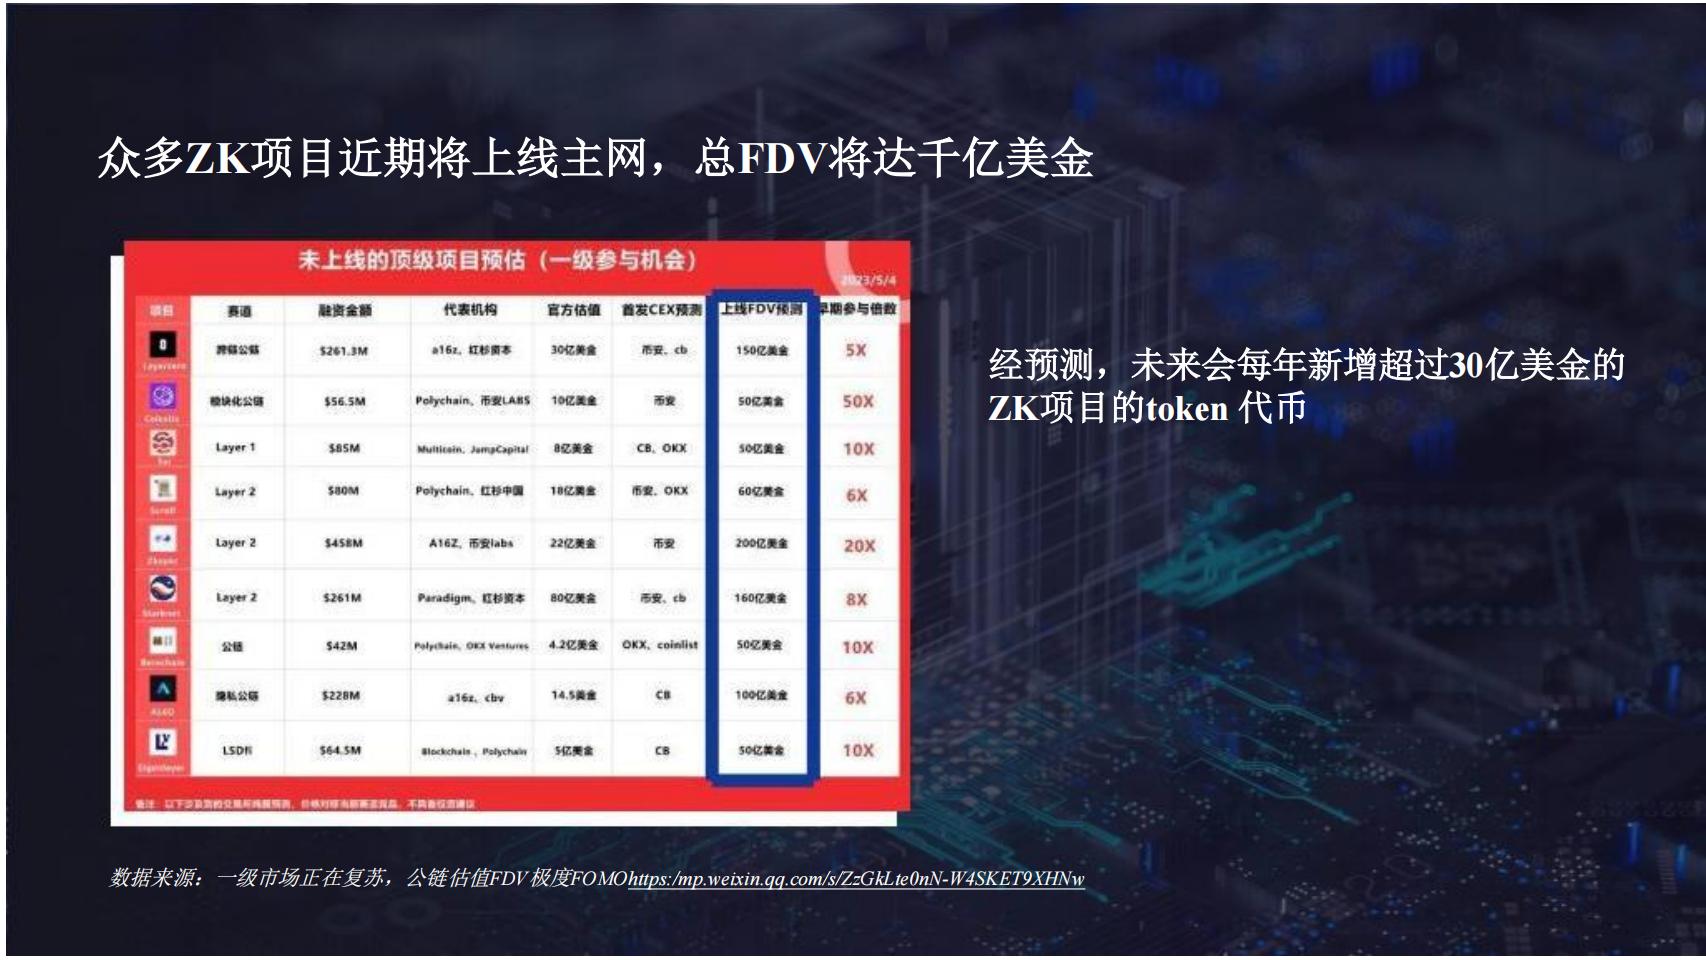 众多ZK项目近期将上线主网，总FDV将达千亿美金
未上线的顶级项目预估（一级参与机会）
2023/5/4
项目 赛道 融资金额 代表机构 官方估值 首发CEX预测 上线FDV预测 早期参与倍数
Layerzero 跨链公链 $261.3M a16z、红杉资本 30亿美金 币安、cb 150亿美金 5X
Celestia 模块化公链 $56.5M Polychain、币安LABS 10亿美金 币安 50亿美金 50X
Sei Layer 1 $85M Multicoin、JumpCapital 8亿美金 CB、OKX 50亿美金 10X
Scroll Layer 2 $80M Polychain、红杉中国 18亿美金 币安、OKX 60亿美金 6X
Layer 2 $458M A16Z、币安labs 22亿美金 币安 200亿美金 20X
Starknet Layer 2 $261M Paradigm、红杉资本 80亿美金 币安、cb 160亿美金 8X
Berachain 公链 $42M Polychain、OKX Ventures 4.2亿美金 OKX、coinlist 50亿美金 10X
ALEO 隐私公链 $228M a16z、cbv 14.5美金 CB 100亿美金 6X
Eigenlayer LSDfi $64.5M Blockchain、Polychain 5亿美金 CB 50亿美金 10X
经预测，未来会每年新增超过30亿美金的
ZK项目的token 代币
数据来源：一级市场正在复苏，公链估值FDV极度FOMOhttps:/mp.weixin.qq.com/s/ZzGkLte0nN-W4SKET9XHNw